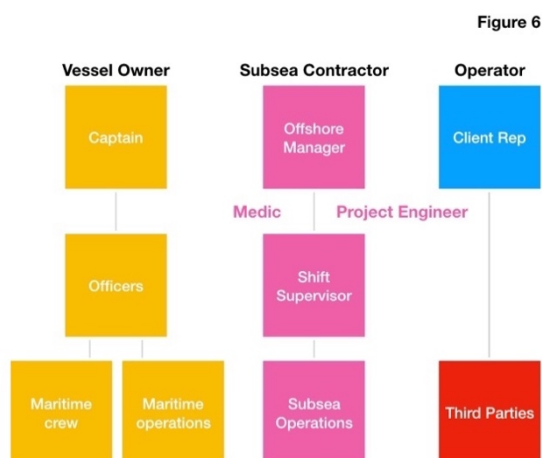 Figure 6
Vessel Owner
Subsea Contractor
Operator
Captain
Offshore
Manager
Client Rep
Medic
Project Engineer
Officers
Shift
Supervisor
Maritime
crew
Maritime
operations
Subsea
Operations
Third Parties